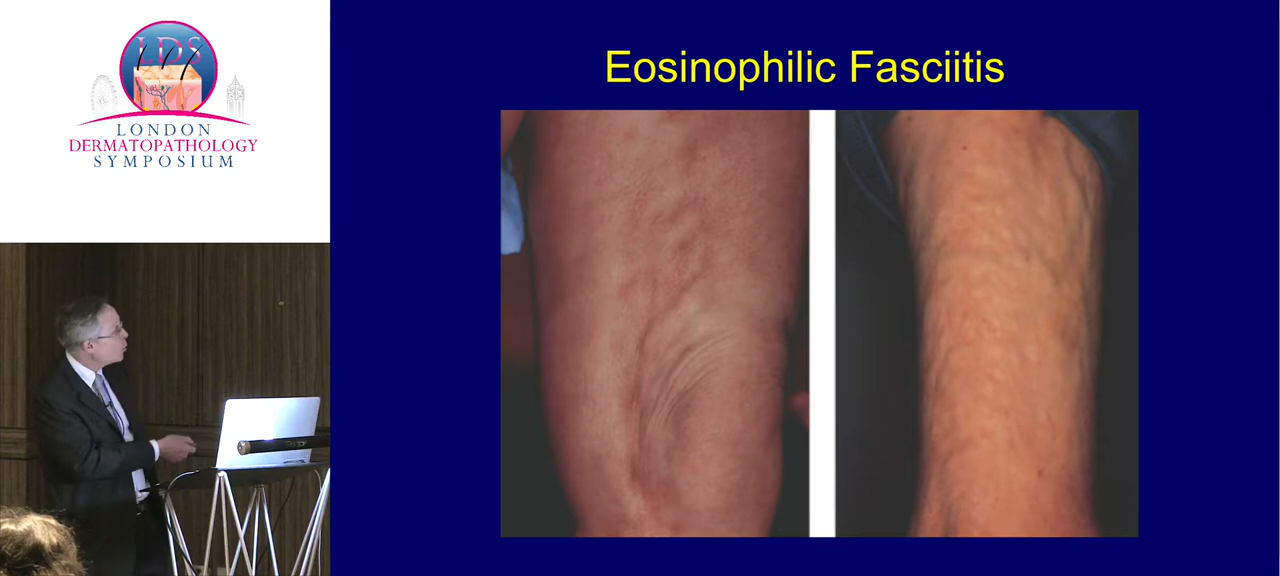 LDS
LONDON
DERMATOPATHOLOGY
SYMPOSIUM
Eosinophilic Fasciitis